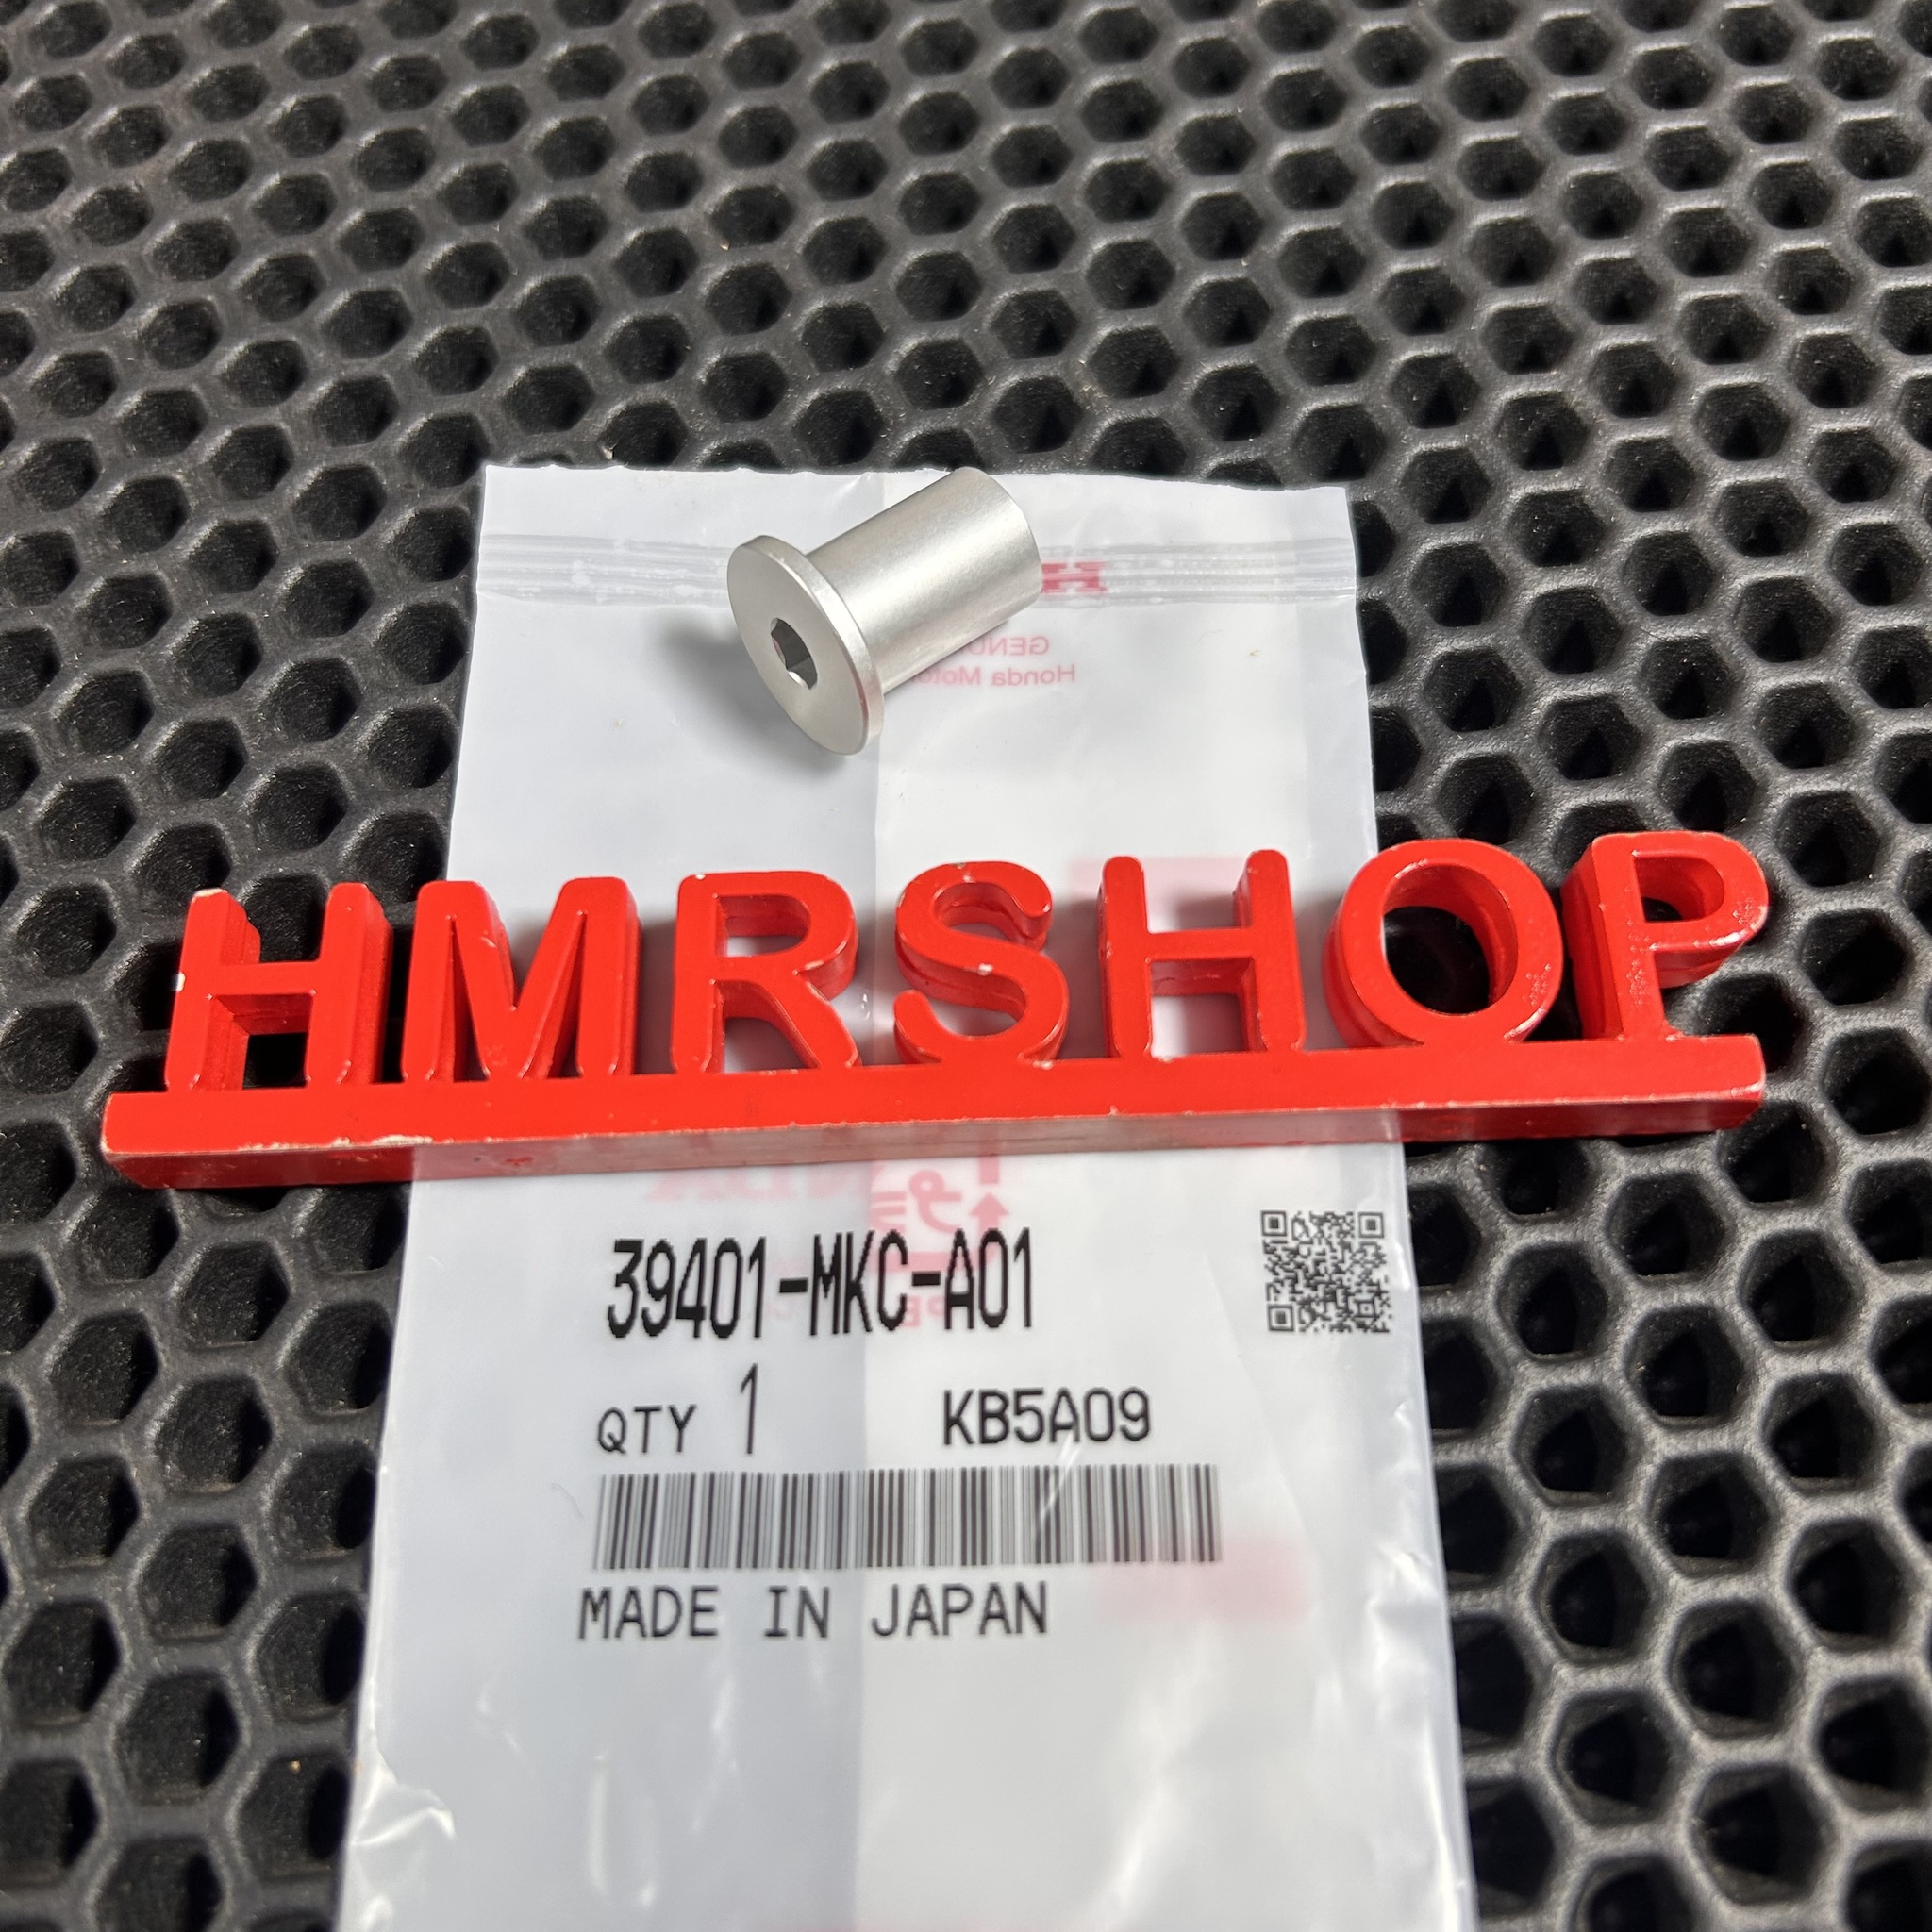 GENU
Honda Moto
HMRSHOP
39401-MKC-A01
QTY 1 KB5A09
MADE IN JAPAN